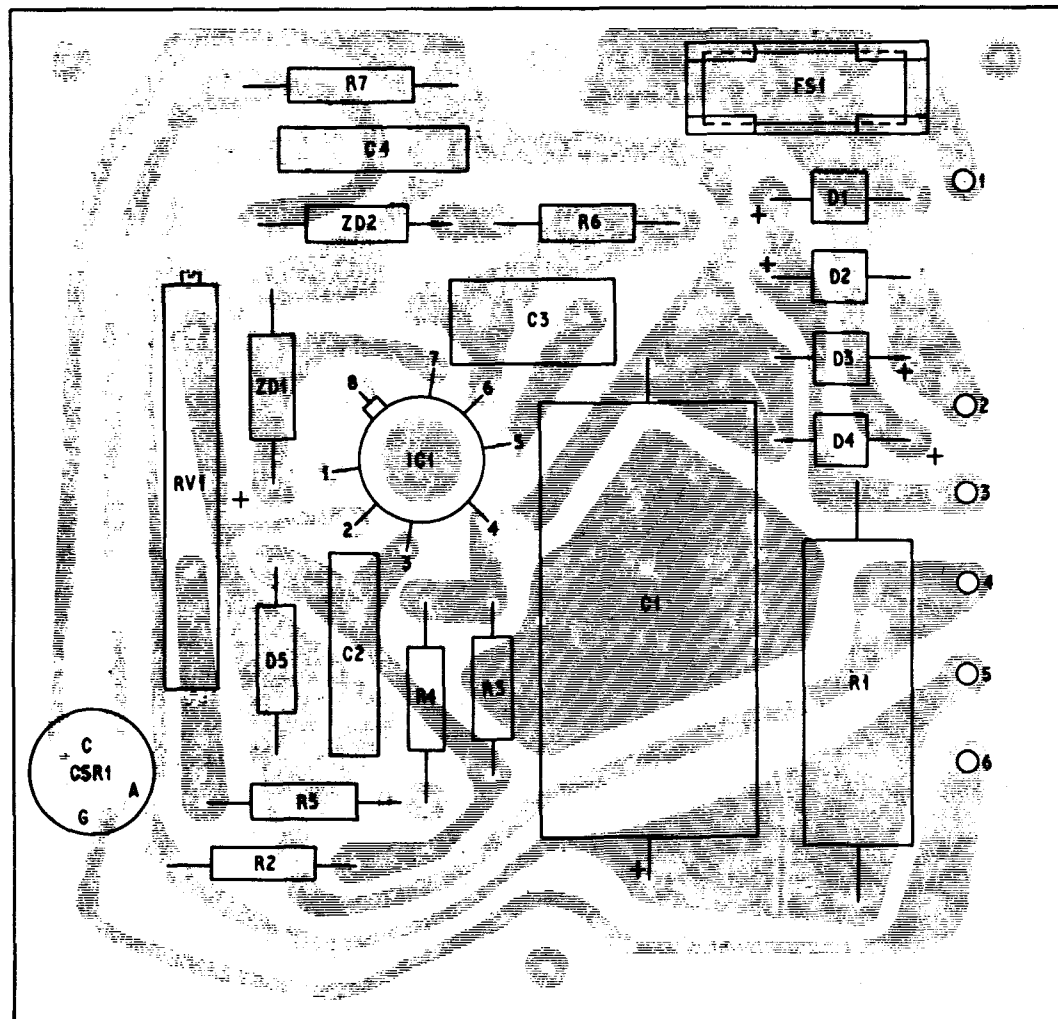 R7
FS1
C4
1
D1
+
ZD2
R6
+
D2
C3
D3
+
7
8
6
ZD1
2
5
IC1
D4
+
1
RV1
+
3
2
4
3
4
C1
D5
C2
R4
R3
R1
5
C
CSR1
A
G
6
R5
R2
+